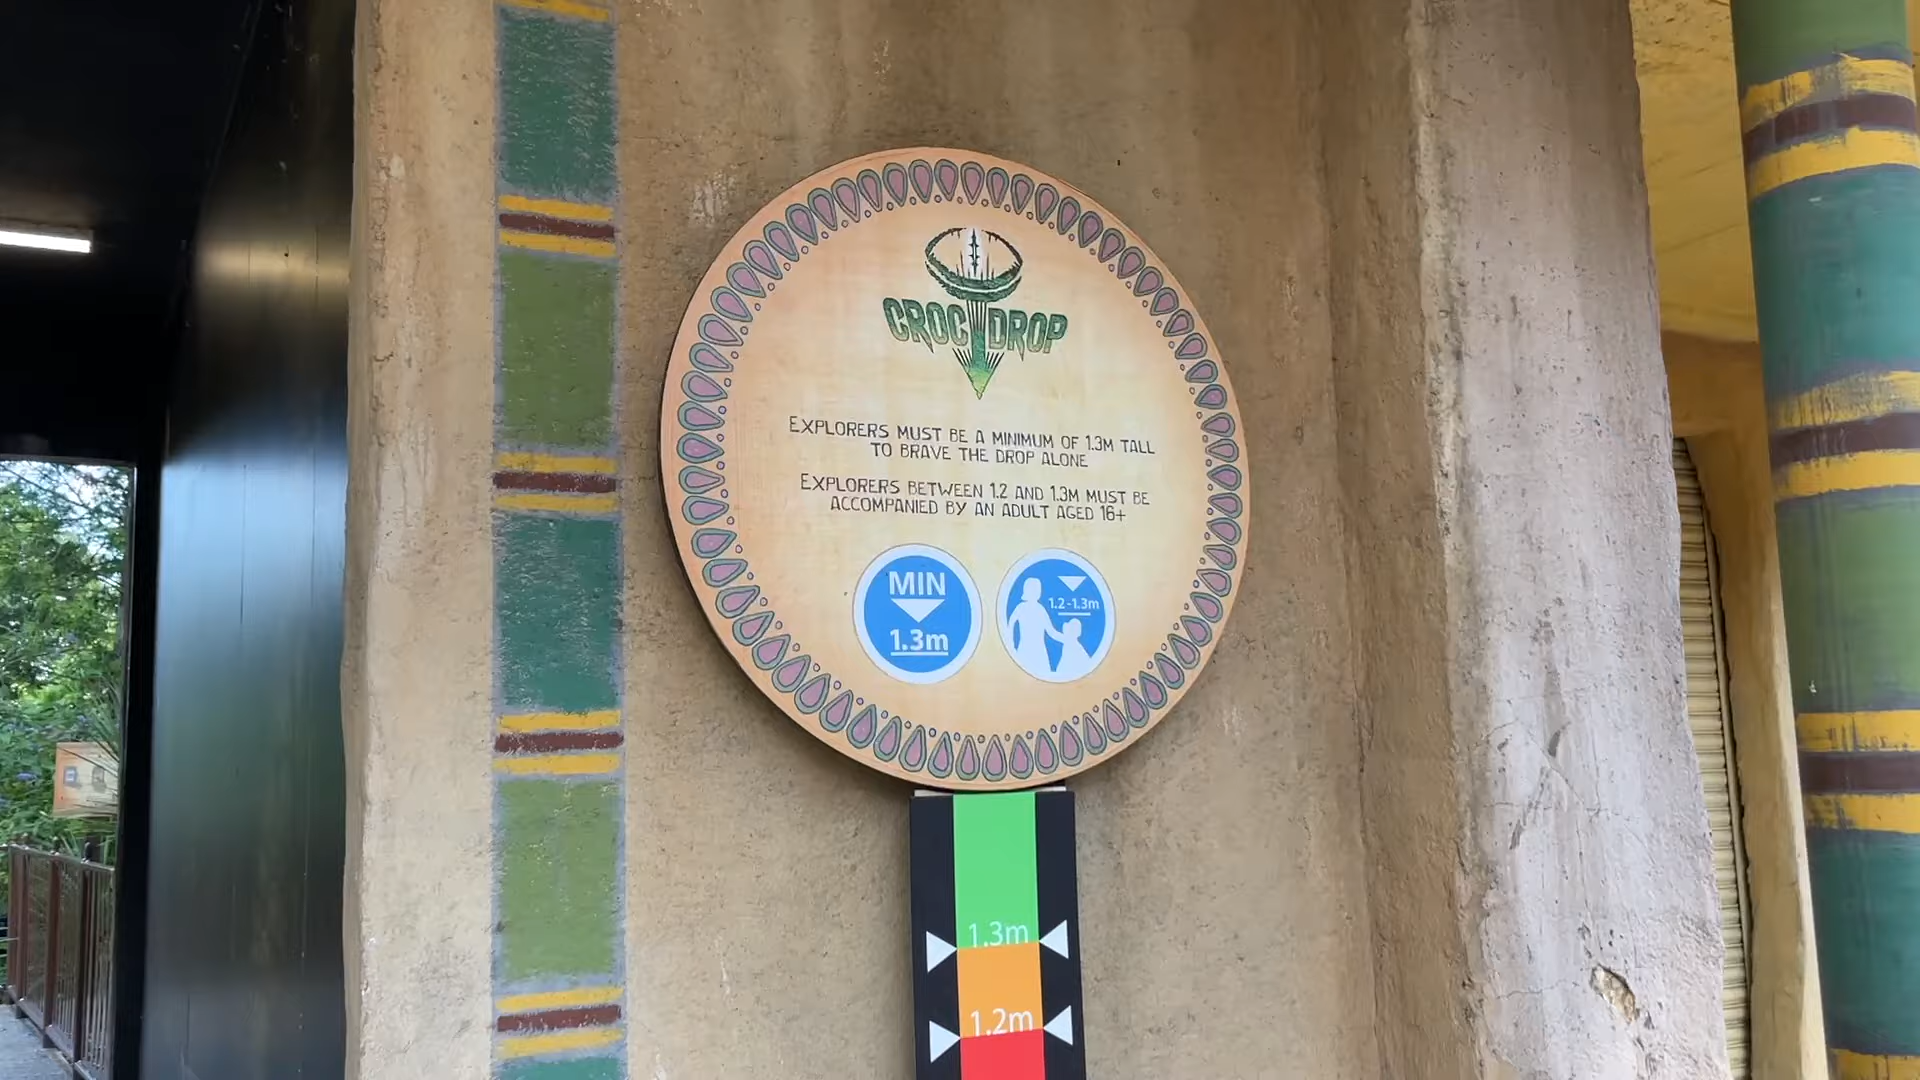 CROC DROP
EXPLORERS MUST BE A MINIMUM OF 1.3M TALL
TO BRAVE THE DROP ALONE
EXPLORERS BETWEEN 1.2 AND 1.3M MUST BE
ACCOMPANIED BY AN ADULT AGED 16+
MIN
1.3m
1.2-1.3m
1.3m
1.2m